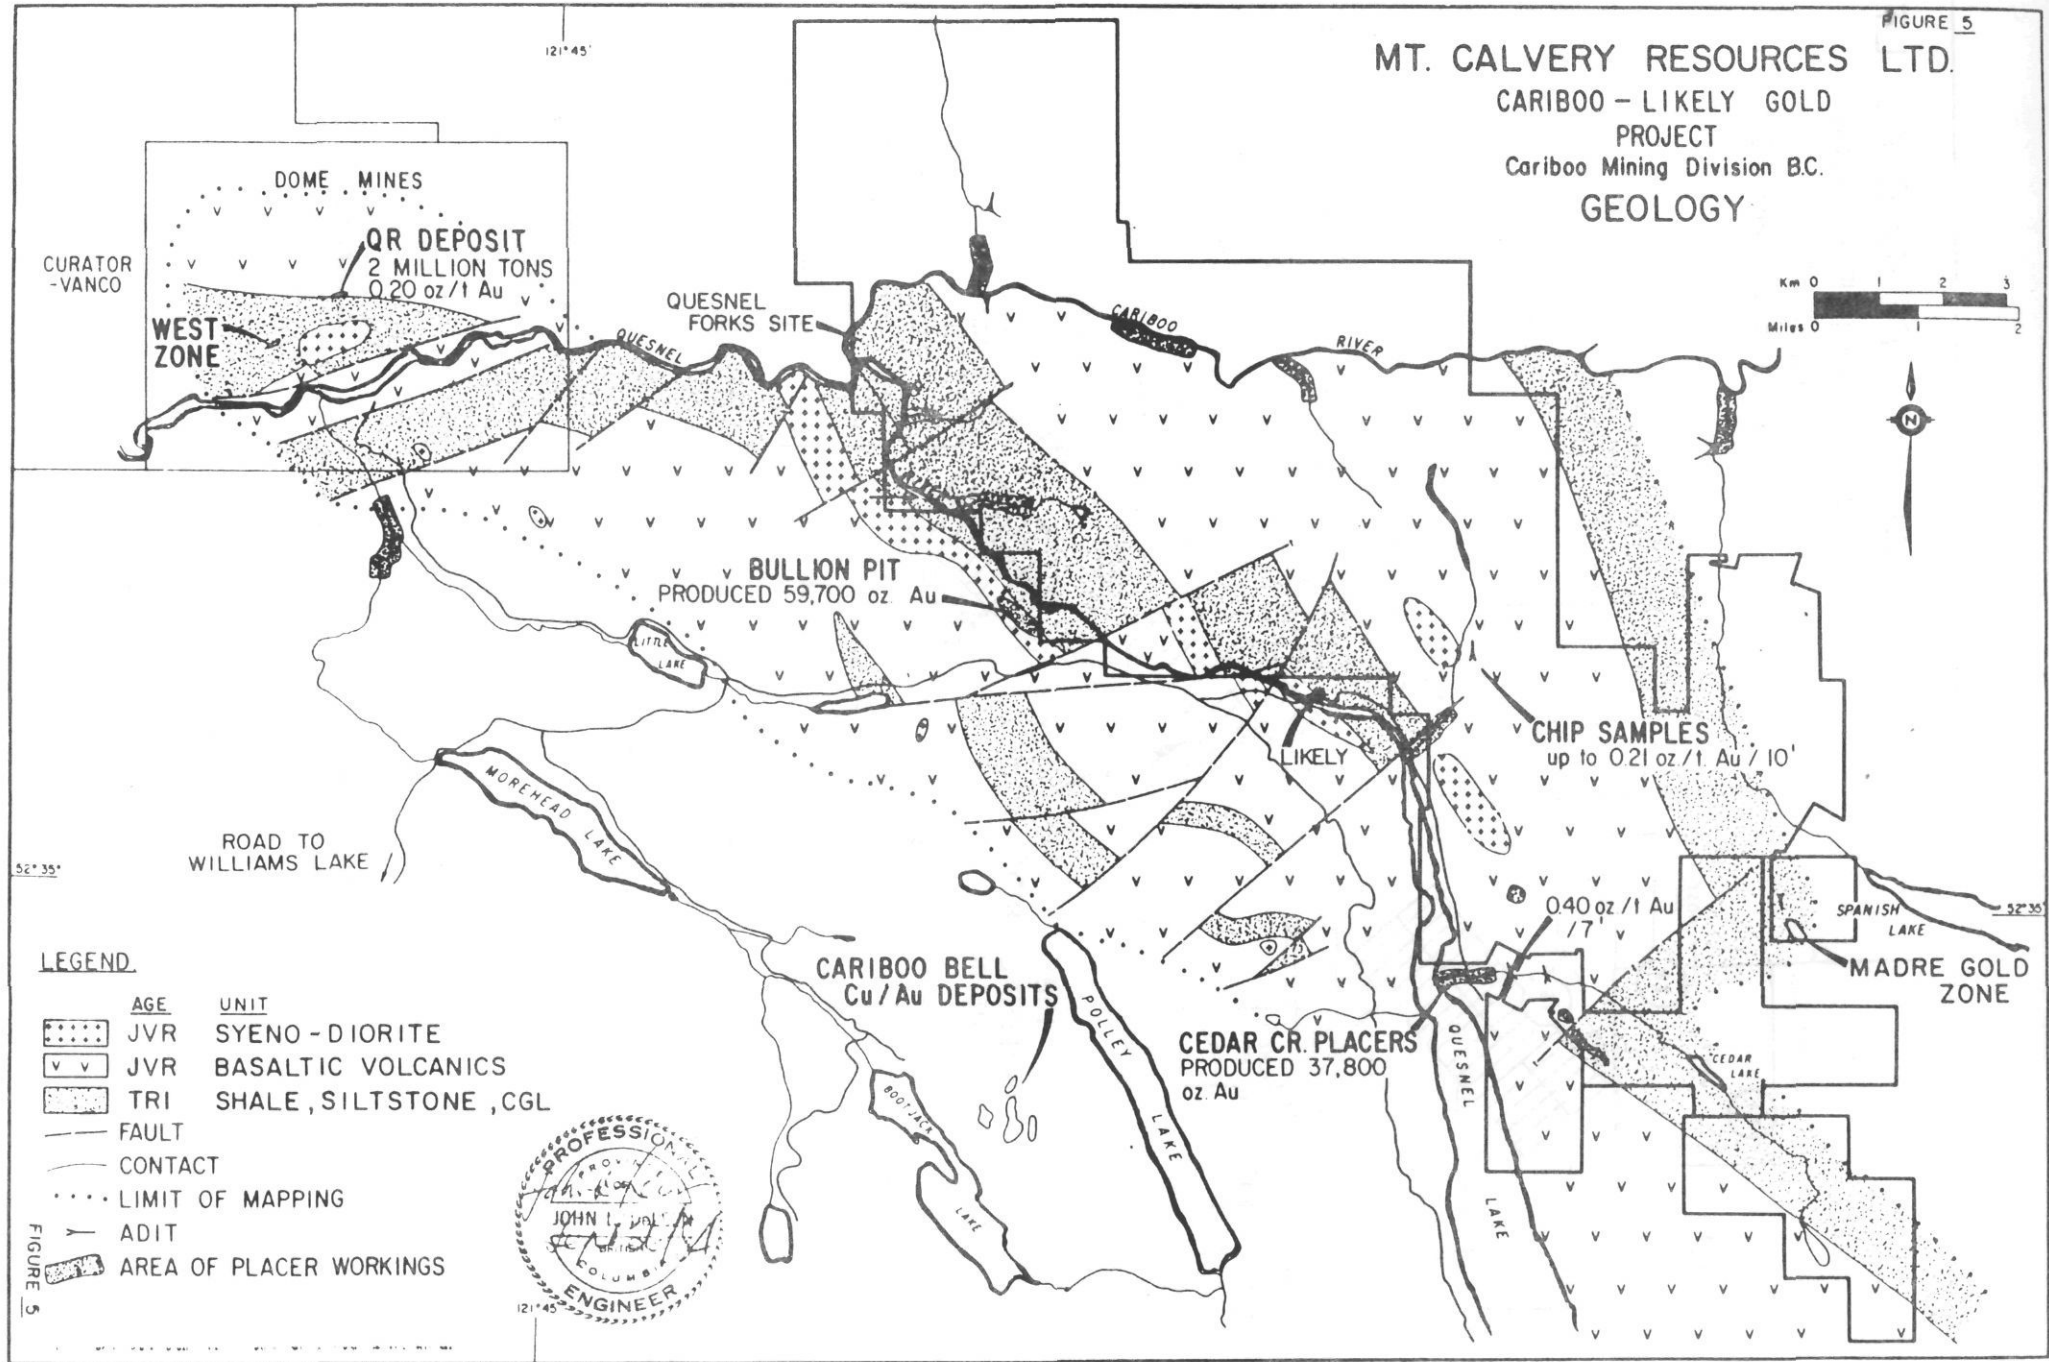 FIGURE 5
MT. CALVERY RESOURCES LTD.
CARIBOO - LIKELY GOLD
PROJECT
Cariboo Mining Division B.C.
GEOLOGY
Km 0 1 2 3
Miles 0 1 2
N
121°45'
DOME MINES
QR DEPOSIT
2 MILLION TONS
0.20 oz/t Au
CURATOR
-VANCO
WEST
ZONE
QUESNEL
FORKS SITE
QUESNEL
CARIBOO
RIVER
BULLION PIT
PRODUCED 59,700 oz. Au
LITTLE
LAKE
LIKELY
CHIP SAMPLES
up to 0.21 oz/t. Au / 10'
MOREHEAD LAKE
ROAD TO
WILLIAMS LAKE
52°35'
52°35'
0.40 oz/t Au
/7'
SPANISH
LAKE
MADRE GOLD
ZONE
CARIBOO BELL
Cu/Au DEPOSITS
POLLEY LAKE
CEDAR CR. PLACERS
PRODUCED 37,800
oz. Au
QUESNEL
LAKE
CEDAR
LAKE
BOOTJACK
LAKE
LEGEND
AGE UNIT
JVR SYENO-DIORITE
JVR BASALTIC VOLCANICS
TRI SHALE, SILTSTONE, CGL
FAULT
CONTACT
LIMIT OF MAPPING
ADIT
AREA OF PLACER WORKINGS
FIGURE 5
PROFESSIONAL
PROVINCE
OF
JOHN
BRITISH
COLUMBIA
ENGINEER
121°45'